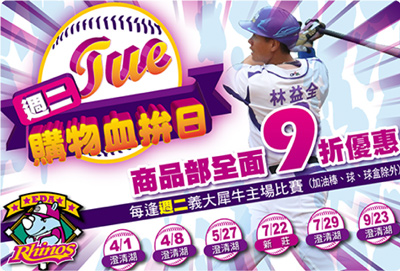 Tue
週二
購物血拼日
林益全
商品部全面9折優惠
每逢週二義大犀牛主場比賽(加油棒、球、球盒除外)
EDA
Rhinos
4/1
澄清湖
4/8
澄清湖
5/27
澄清湖
7/22
新莊
7/29
澄清湖
9/23
澄清湖